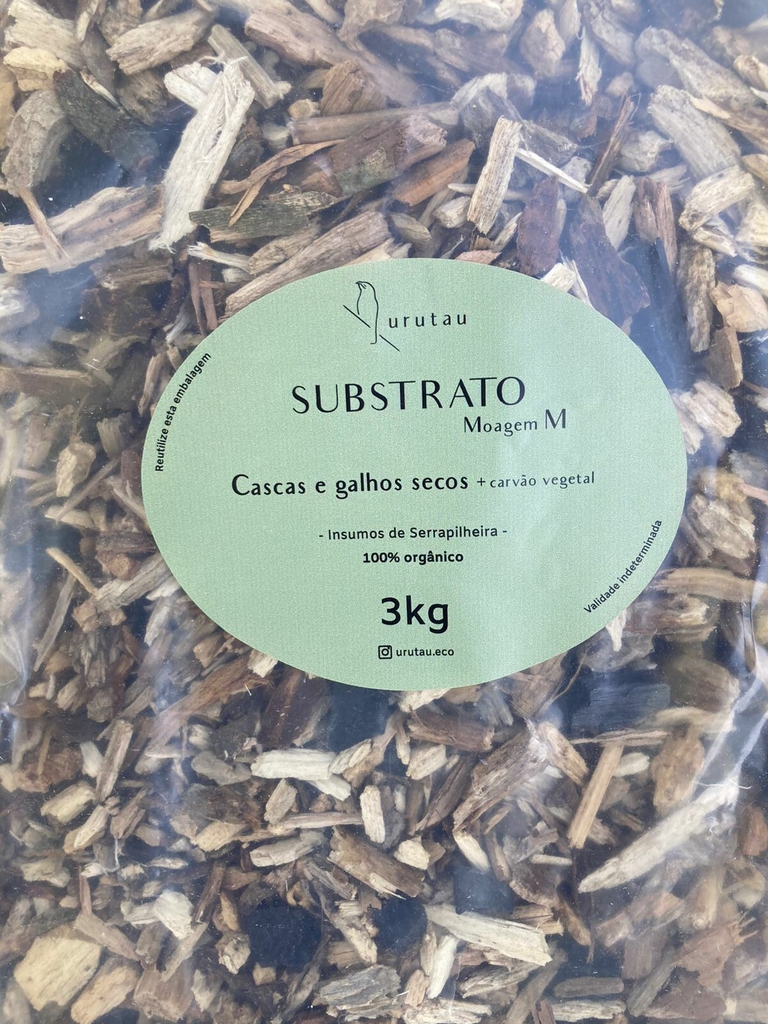 urutau
SUBSTRATO
Moagem M
Reutilize esta embalagem
Cascas e galhos secos + carvão vegetal
- Insumos de Serrapilheira -
100% orgânico
Validade indeterminada
3kg
urutau.eco